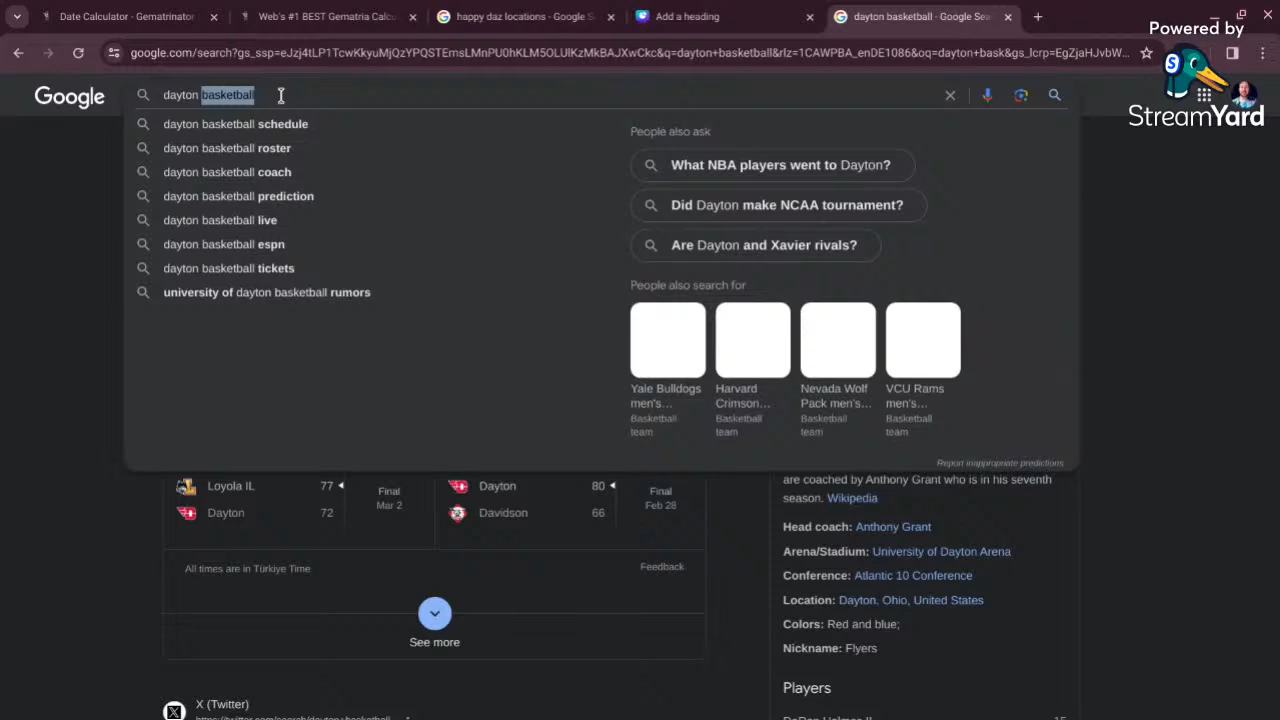 Date Calculator - Gematrinator
Web's #1 BEST Gematria Calcu
happy daz locations - Google S
Add a heading
dayton basketball - Google Sea
Powered by
google.com/search?gs_ssp=eJzj4tLP1TcwKkyuMjQzYPQSTEmsLMnPU0hKLM5OLUlKzMkBAJXwCkc&q=dayton+basketball&rlz=1CAWPBA_enDE1086&oq=dayton+bask&gs_lcrp=EgZjaHJvbW...
Google
dayton basketball
StreamYard
dayton basketball schedule
dayton basketball roster
dayton basketball coach
dayton basketball prediction
dayton basketball live
dayton basketball espn
dayton basketball tickets
university of dayton basketball rumors
People also ask
What NBA players went to Dayton?
Did Dayton make NCAA tournament?
Are Dayton and Xavier rivals?
People also search for
Yale Bulldogs men's...
Basketball team
Harvard Crimson...
Basketball team
Nevada Wolf Pack men's...
Basketball team
VCU Rams men's...
Basketball team
Report inappropriate predictions
Loyola IL 77
Dayton 72
Final
Mar 2
Dayton 80
Davidson 66
Final
Feb 28
All times are in Türkiye Time
Feedback
See more
X (Twitter)
are coached by Anthony Grant who is in his seventh
season. Wikipedia
Head coach: Anthony Grant
Arena/Stadium: University of Dayton Arena
Conference: Atlantic 10 Conference
Location: Dayton, Ohio, United States
Colors: Red and blue;
Nickname: Flyers
Players